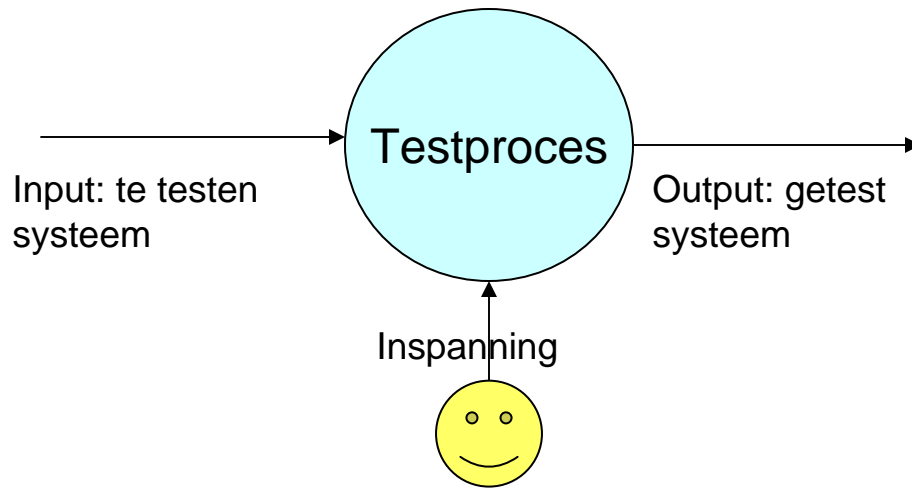 Testproces
Input: te testen
systeem
Output: getest
systeem
Inspanning